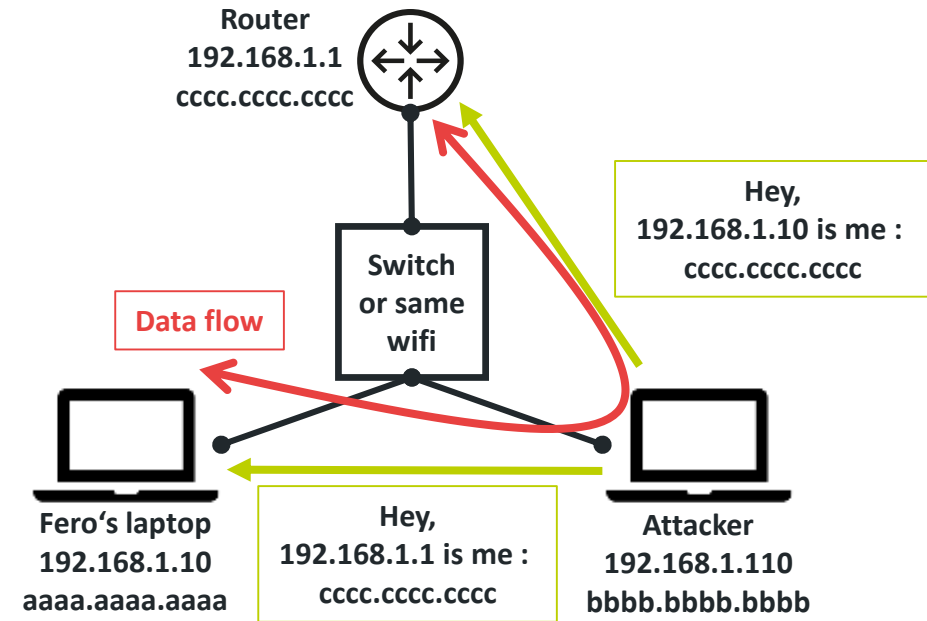 Router
192.168.1.1
cccc.cccc.cccc
Hey,
192.168.1.10 is me :
cccc.cccc.cccc
Switch
or same
wifi
Data flow
Fero‘s laptop
192.168.1.10
aaaa.aaaa.aaaa
Hey,
192.168.1.1 is me :
cccc.cccc.cccc
Attacker
192.168.1.110
bbbb.bbbb.bbbb